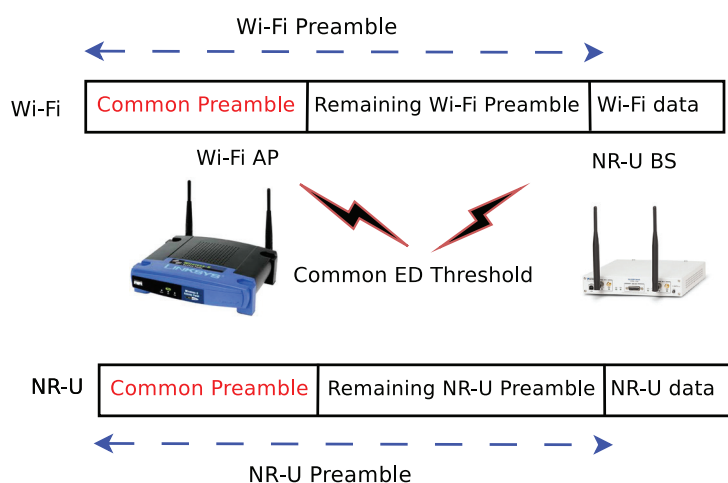 Wi-Fi Preamble
Wi-Fi
Common Preamble
Remaining Wi-Fi Preamble
Wi-Fi data
Wi-Fi AP
NR-U BS
LINKSYS
Common ED Threshold
NR-U
Common Preamble
Remaining NR-U Preamble
NR-U data
NR-U Preamble